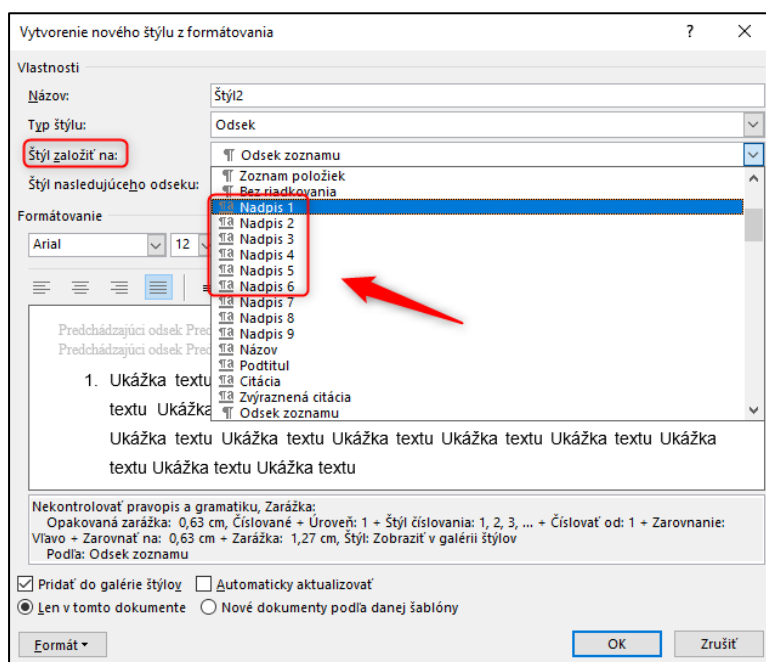 Vytvorenie nového štýlu z formátovania ? ×
Vlastnosti
Názov: Štýl2
Typ štýlu: Odsek
Štýl založiť na: ¶ Odsek zoznamu
Štýl nasledujúceho odseku:
¶ Zoznam položiek
¶ Bez riadkovania
¶a Nadpis 1
¶a Nadpis 2
¶a Nadpis 3
¶a Nadpis 4
¶a Nadpis 5
¶a Nadpis 6
¶a Nadpis 7
¶a Nadpis 8
¶a Nadpis 9
¶a Názov
¶a Podtitul
¶a Citácia
¶a Zvýraznená citácia
¶ Odsek zoznamu
Formátovanie
Arial 12
Predchádzajúci odsek
Predchádzajúci odsek
1. Ukážka textu
textu Ukážka
Ukážka textu Ukážka textu Ukážka textu Ukážka textu Ukážka textu Ukážka
textu Ukážka textu Ukážka textu
Nekontrolovať pravopis a gramatiku, Zarážka:
Opakovaná zarážka: 0,63 cm, Číslované + Úroveň: 1 + Štýl číslovania: 1, 2, 3, ... + Číslovať od: 1 + Zarovnanie:
Vľavo + Zarovnať na: 0,63 cm + Zarážka: 1,27 cm, Štýl: Zobraziť v galérii štýlov
Podľa: Odsek zoznamu
Pridať do galérie štýlov Automaticky aktualizovať
Len v tomto dokumente Nové dokumenty podľa danej šablóny
Formát OK Zrušiť